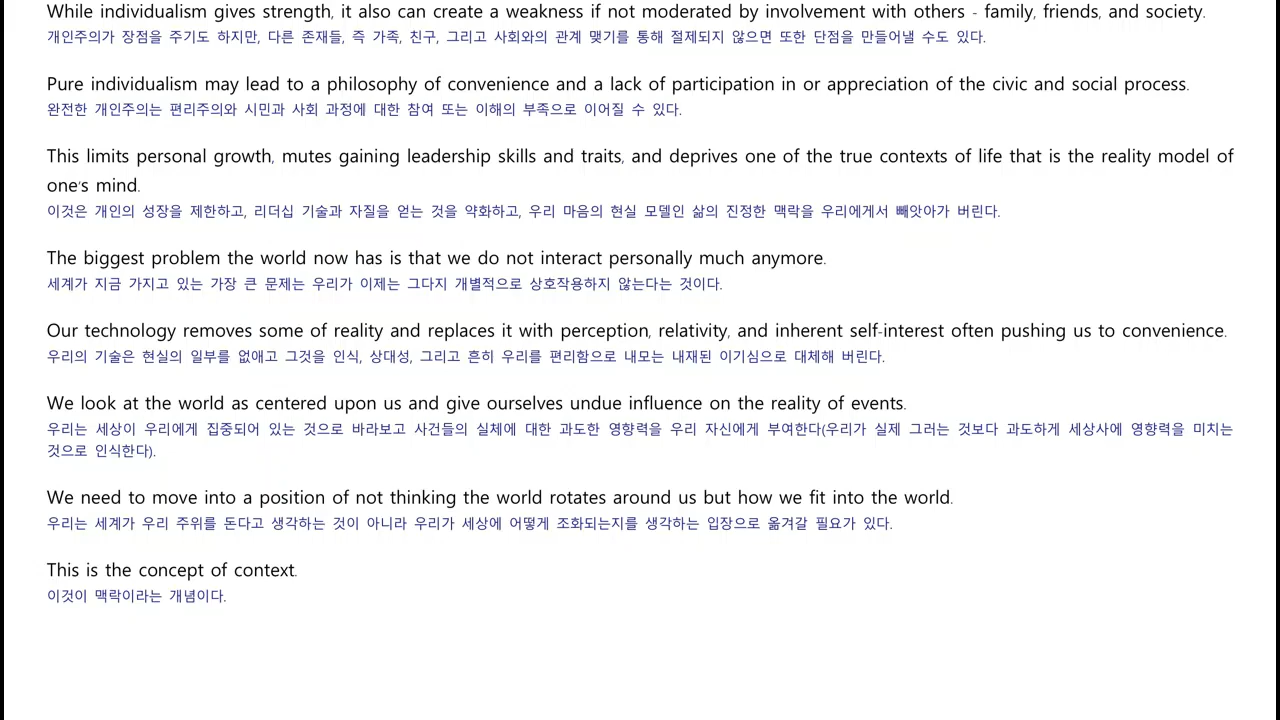 While individualism gives strength, it also can create a weakness if not moderated by involvement with others - family, friends, and society.
개인주의가 장점을 주기도 하지만, 다른 존재들, 즉 가족, 친구, 그리고 사회와의 관계 맺기를 통해 절제되지 않으면 또한 단점을 만들어낼 수도 있다.
Pure individualism may lead to a philosophy of convenience and a lack of participation in or appreciation of the civic and social process.
완전한 개인주의는 편리주의와 시민과 사회 과정에 대한 참여 또는 이해의 부족으로 이어질 수 있다.
This limits personal growth, mutes gaining leadership skills and traits, and deprives one of the true contexts of life that is the reality model of
one's mind.
이것은 개인의 성장을 제한하고, 리더십 기술과 자질을 얻는 것을 약화하고, 우리 마음의 현실 모델인 삶의 진정한 맥락을 우리에게서 빼앗아가 버린다.
The biggest problem the world now has is that we do not interact personally much anymore.
세계가 지금 가지고 있는 가장 큰 문제는 우리가 이제는 그다지 개별적으로 상호작용하지 않는다는 것이다.
Our technology removes some of reality and replaces it with perception, relativity, and inherent self-interest often pushing us to convenience.
우리의 기술은 현실의 일부를 없애고 그것을 인식, 상대성, 그리고 흔히 우리를 편리함으로 내모는 내재된 이기심으로 대체해 버린다.
We look at the world as centered upon us and give ourselves undue influence on the reality of events.
우리는 세상이 우리에게 집중되어 있는 것으로 바라보고 사건들의 실체에 대한 과도한 영향력을 우리 자신에게 부여한다(우리가 실제 그러는 것보다 과도하게 세상사에 영향력을 미치는
것으로 인식한다).
We need to move into a position of not thinking the world rotates around us but how we fit into the world.
우리는 세계가 우리 주위를 돈다고 생각하는 것이 아니라 우리가 세상에 어떻게 조화되는지를 생각하는 입장으로 옮겨갈 필요가 있다.
This is the concept of context.
이것이 맥락이라는 개념이다.